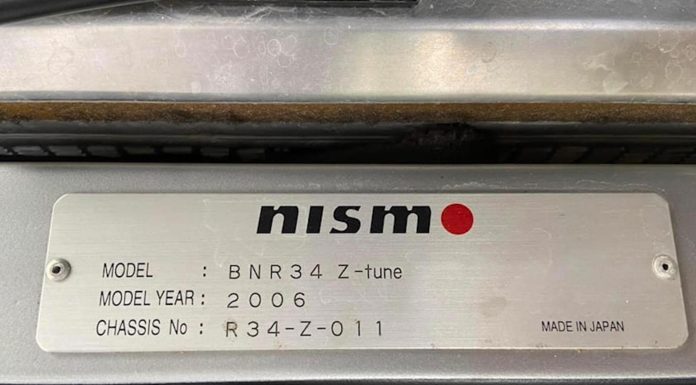 nismo
MODEL : BNR34 Z-tune
MODEL YEAR : 2006
CHASSIS No : R34-Z-011
MADE IN JAPAN